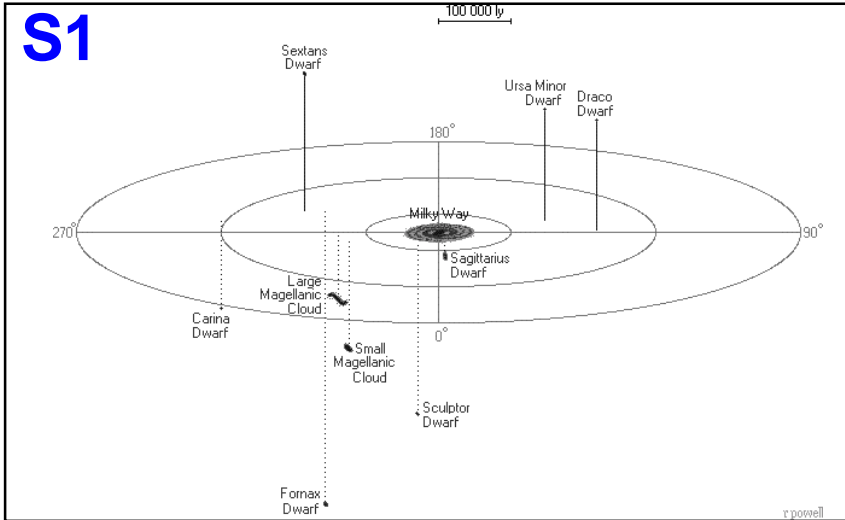 S1
100 000 ly
Sextans
Dwarf
Ursa Minor
Dwarf
Draco
Dwarf
180°
Milky Way
270°
90°
Sagittarius
Dwarf
Large
Magellanic
Cloud
Carina
Dwarf
0°
Small
Magellanic
Cloud
Sculptor
Dwarf
Fornax
Dwarf
r powell